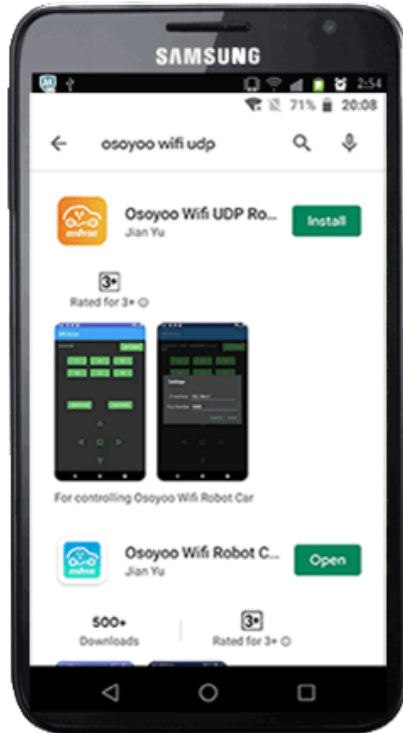 SAMSUNG
2:54
71% 20:08
osoyoo wifi udp
Osoyoo Wifi UDP Ro...
Jian Yu
Install
3+
Rated for 3+
For controlling Osoyoo Wifi Robot Car
Osoyoo Wifi Robot C...
Jian Yu
Open
500+
Downloads
3+
Rated for 3+